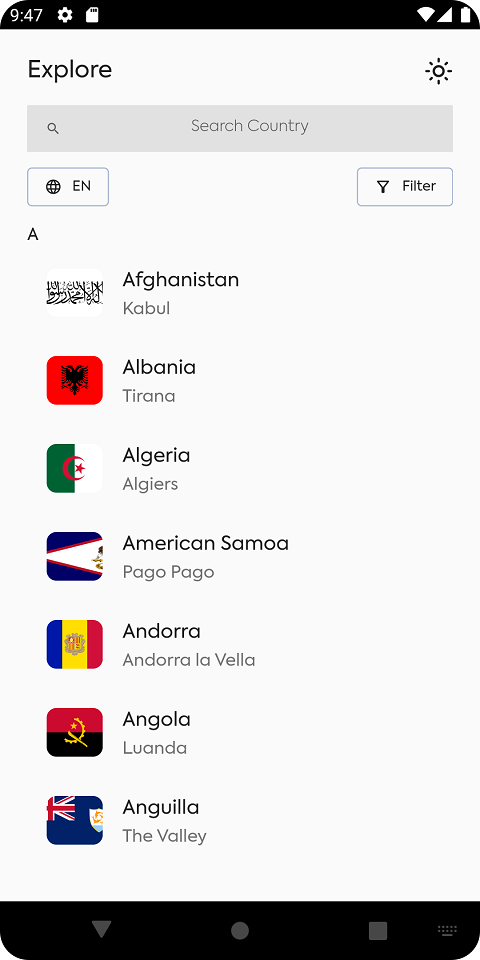 9:47
Explore
Search Country
EN
Filter
A
Afghanistan
Kabul
Albania
Tirana
Algeria
Algiers
American Samoa
Pago Pago
Andorra
Andorra la Vella
Angola
Luanda
Anguilla
The Valley